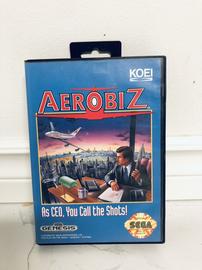 KOEI
AEROBIZ
As CEO, You Call the Shots!
GENESIS
SEGA